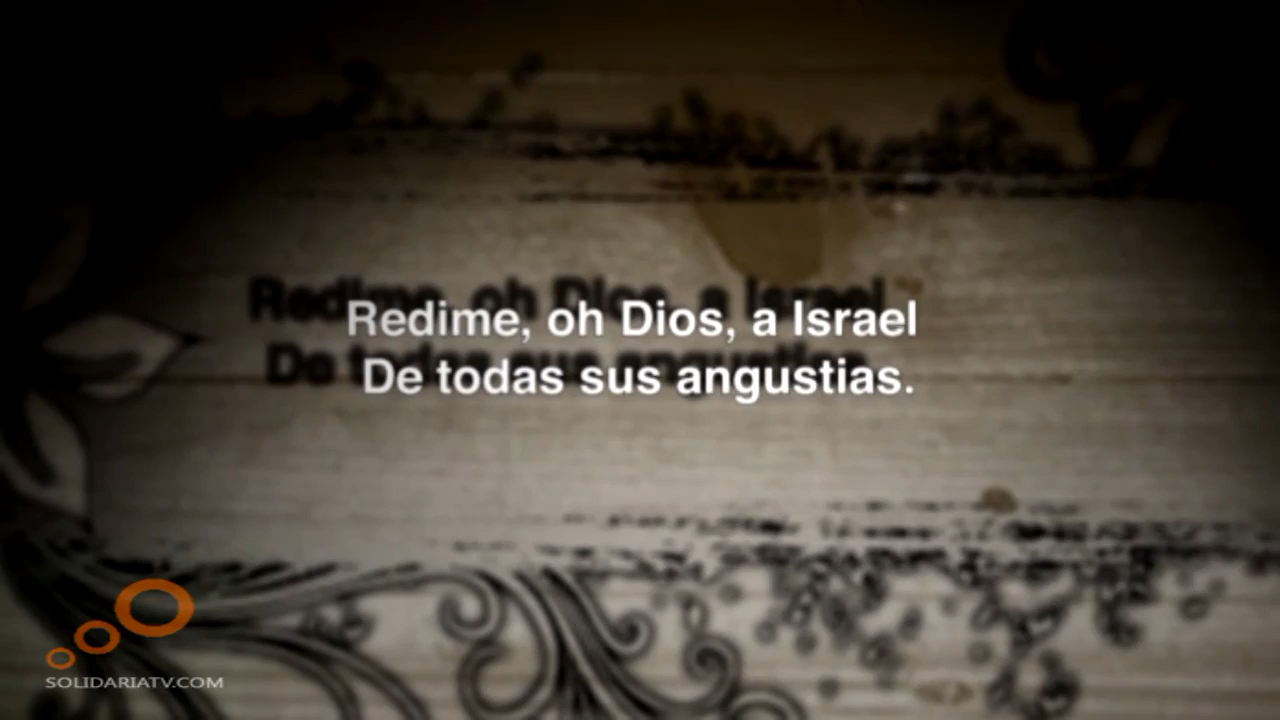 Redime, oh Dios, a Israel
De todas sus angustias.
SOLIDARIATV.COM